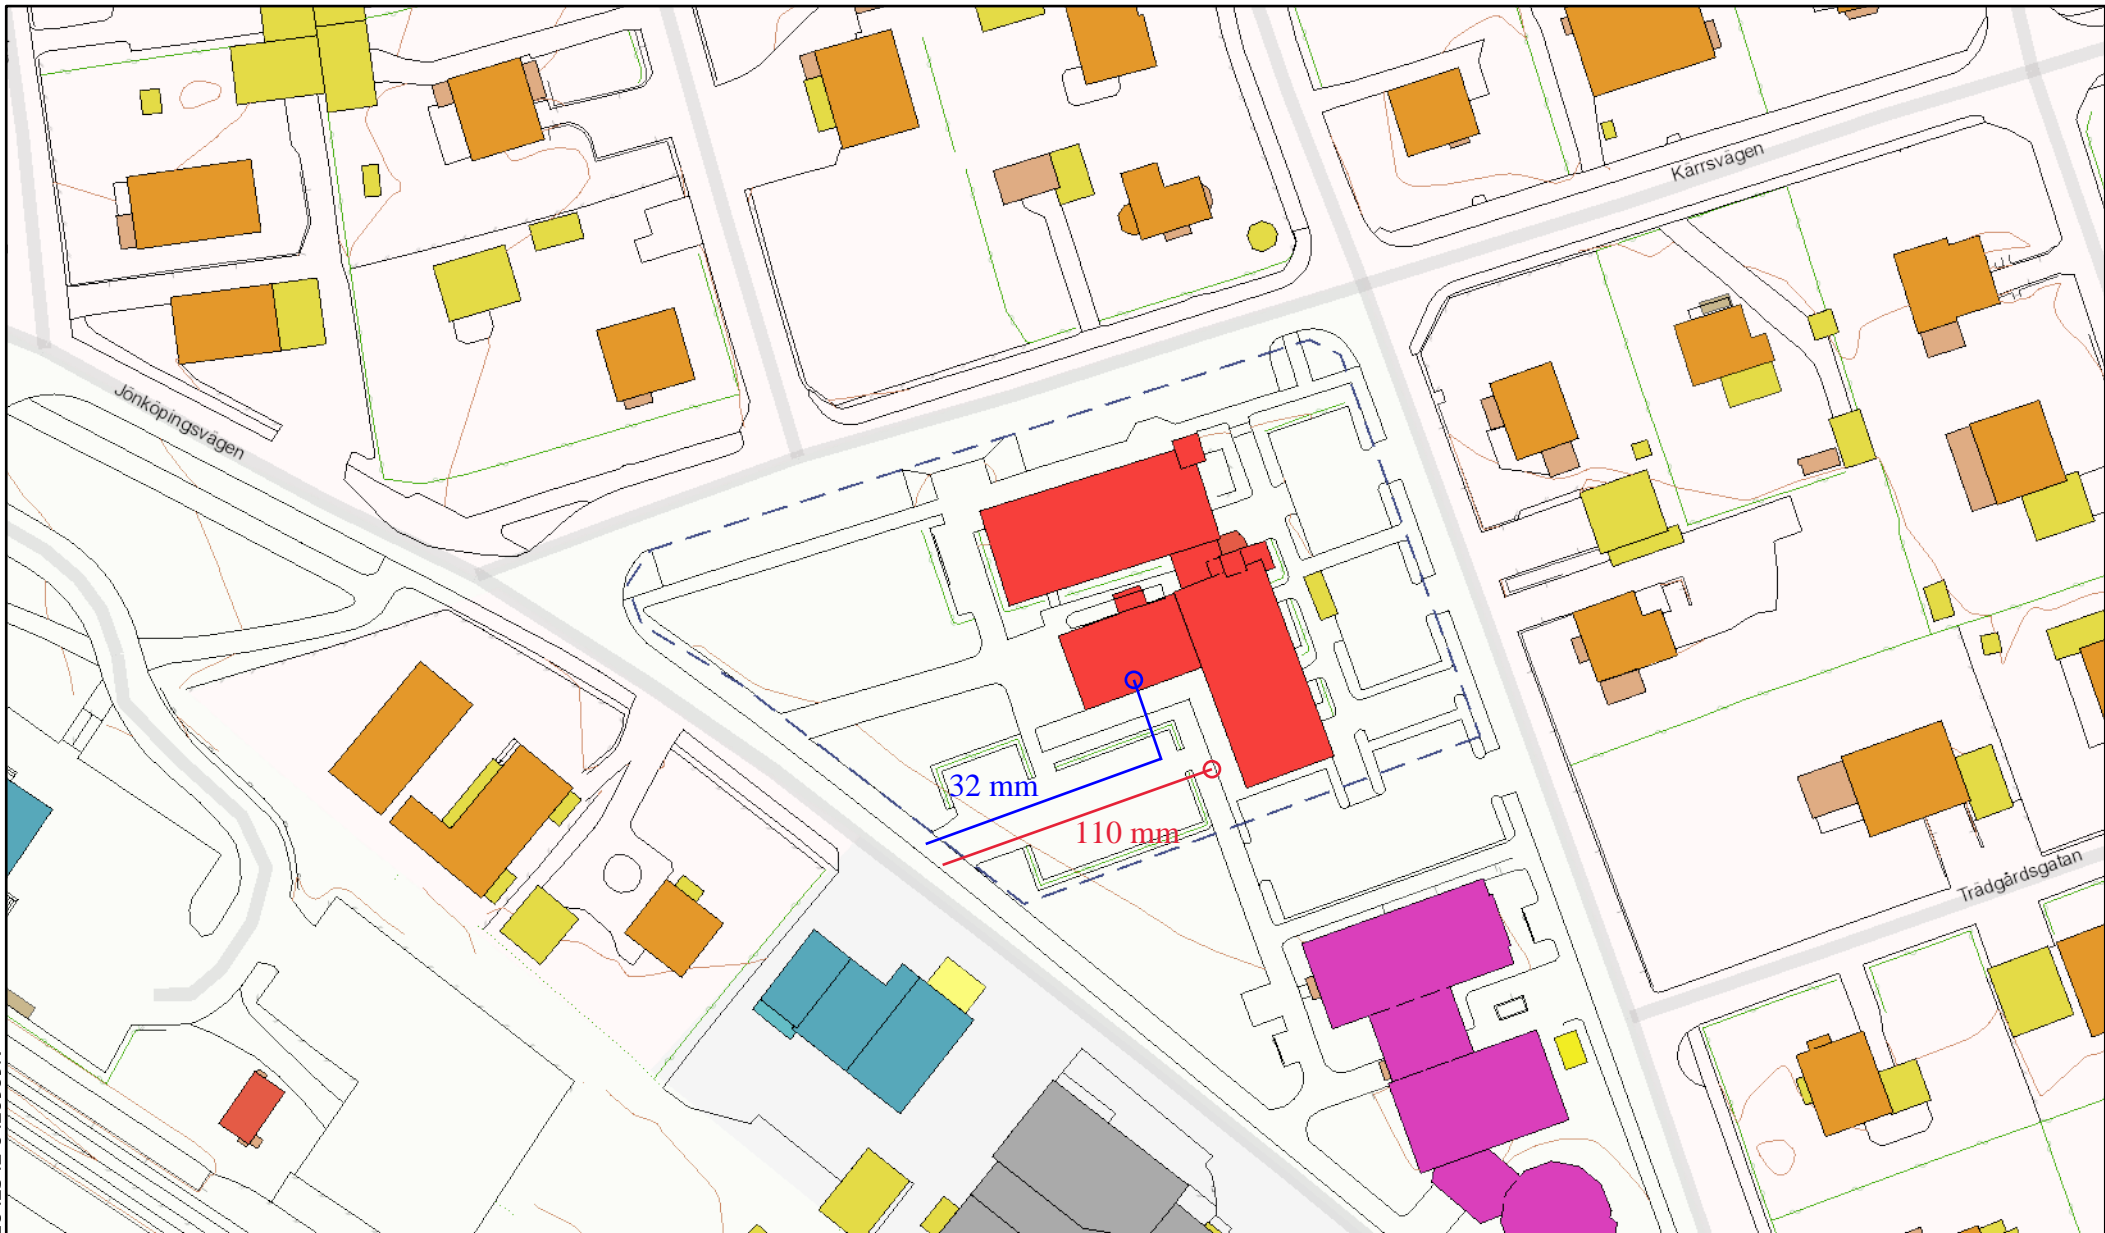 Kärrsvägen
Jönköpingsvägen
32 mm
110 mm
Trädgårdsgatan